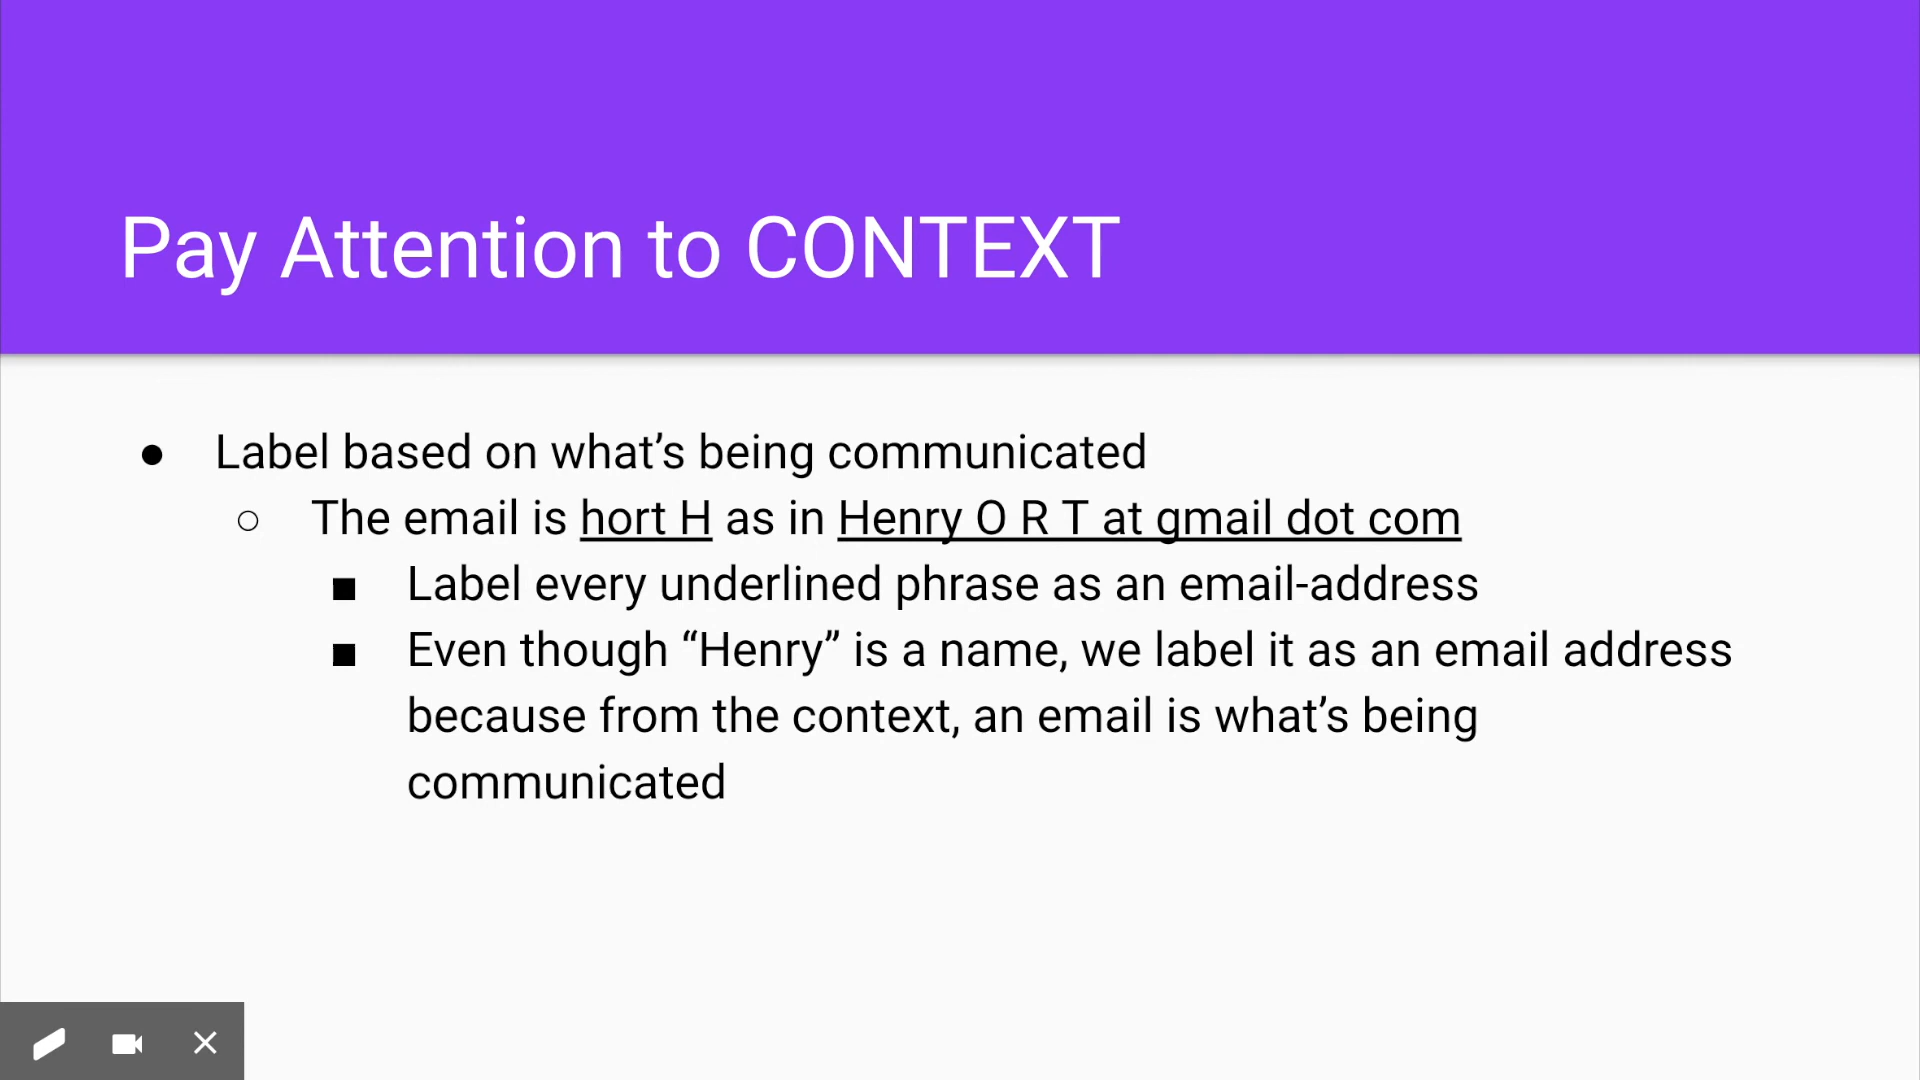 Pay Attention to CONTEXT
● Label based on what’s being communicated
○ The email is hort H as in Henry O R T at gmail dot com
■ Label every underlined phrase as an email-address
■ Even though “Henry” is a name, we label it as an email address
because from the context, an email is what’s being
communicated